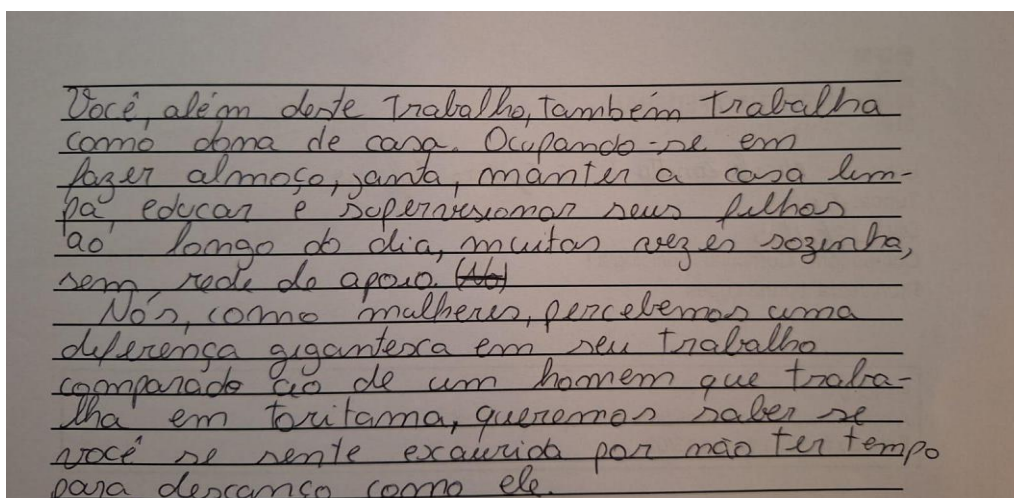 Você, além deste trabalho, também trabalha
como dona de casa. Ocupando-se em
fazer almoço, janta, manter a casa lim-
pa, educar e supervisionar seus filhos
ao longo do dia, muitas vezes sozinha,
sem rede de apoio. (No)
Nós, como mulheres, percebemos uma
diferença gigantesca em seu trabalho
comparado ao de um homem que traba-
lha em toritama, queremos saber se
você se sente exaurida por não ter tempo
para descanço como ele.